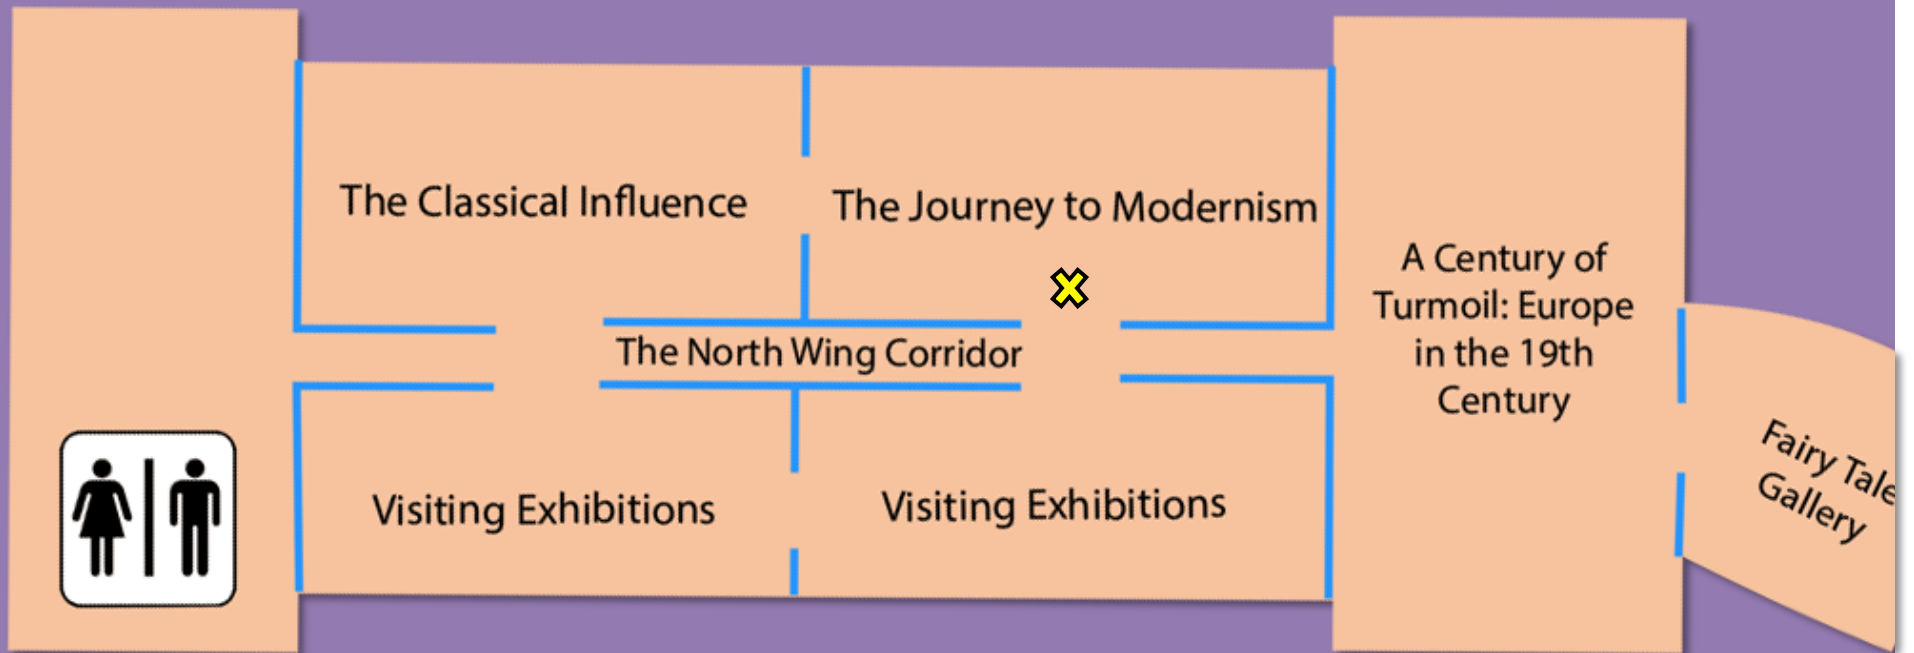 The Classical Influence
The Journey to Modernism
The North Wing Corridor
A Century of
Turmoil: Europe
in the 19th
Century
Fairy Tale
Gallery
Visiting Exhibitions
Visiting Exhibitions